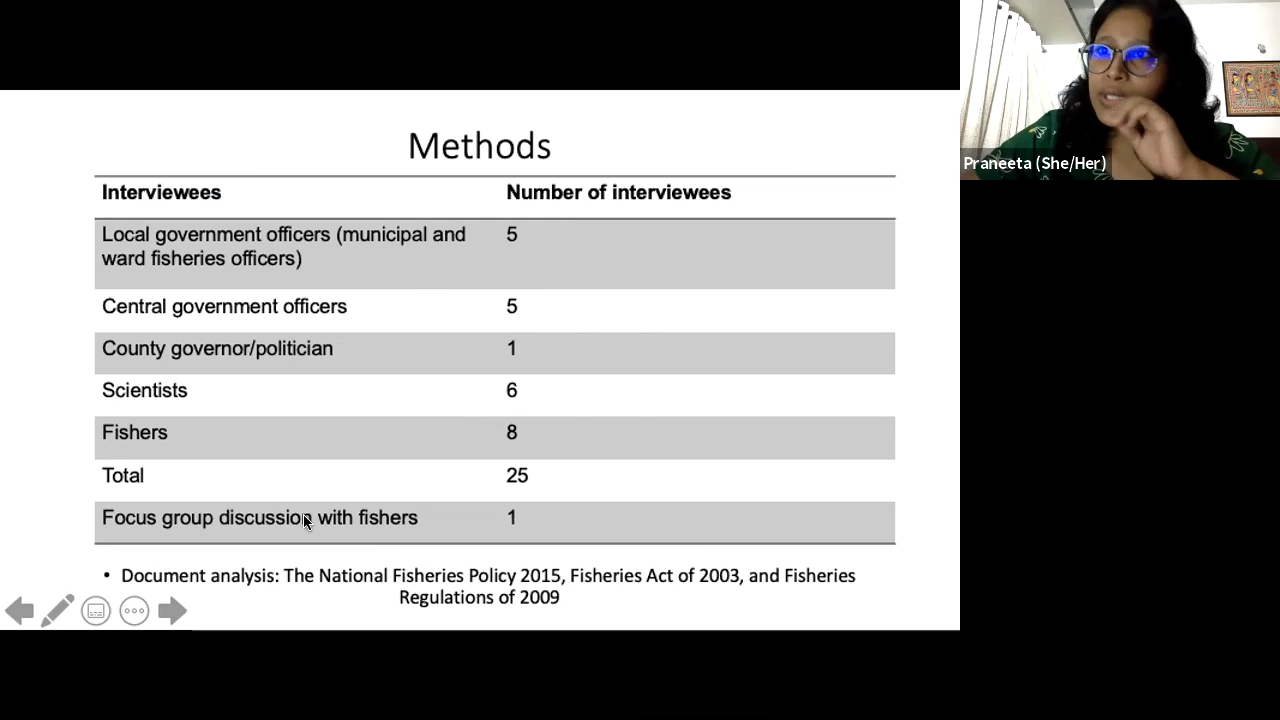 Methods
Interviewees Number of interviewees
Local government officers (municipal and 5
ward fisheries officers)
Central government officers 5
County governor/politician 1
Scientists 6
Fishers 8
Total 25
Focus group discussion with fishers 1
• Document analysis: The National Fisheries Policy 2015, Fisheries Act of 2003, and Fisheries
Regulations of 2009
Praneeta (She/Her)